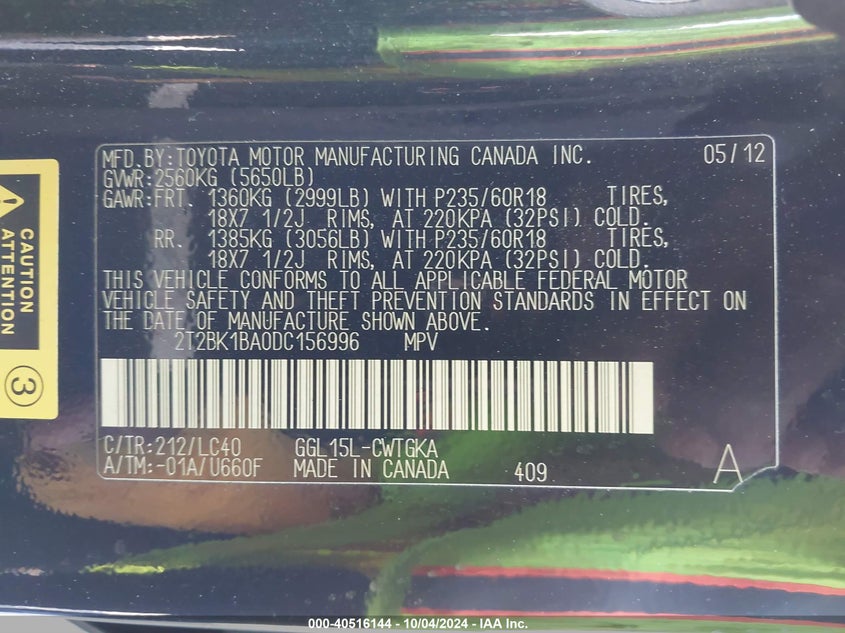 MFD.BY:TOYOTA MOTOR MANUFACTURING CANADA INC. 05/12
GVWR:2560KG (5650LB)
GAWR:FRT. 1360KG (2999LB) WITH P235/60R18 TIRES,
18X7 1/2J RIMS, AT 220KPA (32PSI) COLD.
RR. 1385KG (3056LB) WITH P235/60R18 TIRES,
18X7 1/2J RIMS, AT 220KPA (32PSI) COLD.
THIS VEHICLE CONFORMS TO ALL APPLICABLE FEDERAL MOTOR
VEHICLE SAFETY AND THEFT PREVENTION STANDARDS IN EFFECT ON
THE DATE OF MANUFACTURE SHOWN ABOVE.
2T2BK1BA0DC156996 MPV
C/TR:212/LC40 GGL15L-CWTGKA
A/TM:-01A/U660F MADE IN CANADA 409 A
CAUTION
ATTENTION
3
000-40516144 - 10/04/2024 - IAA Inc.